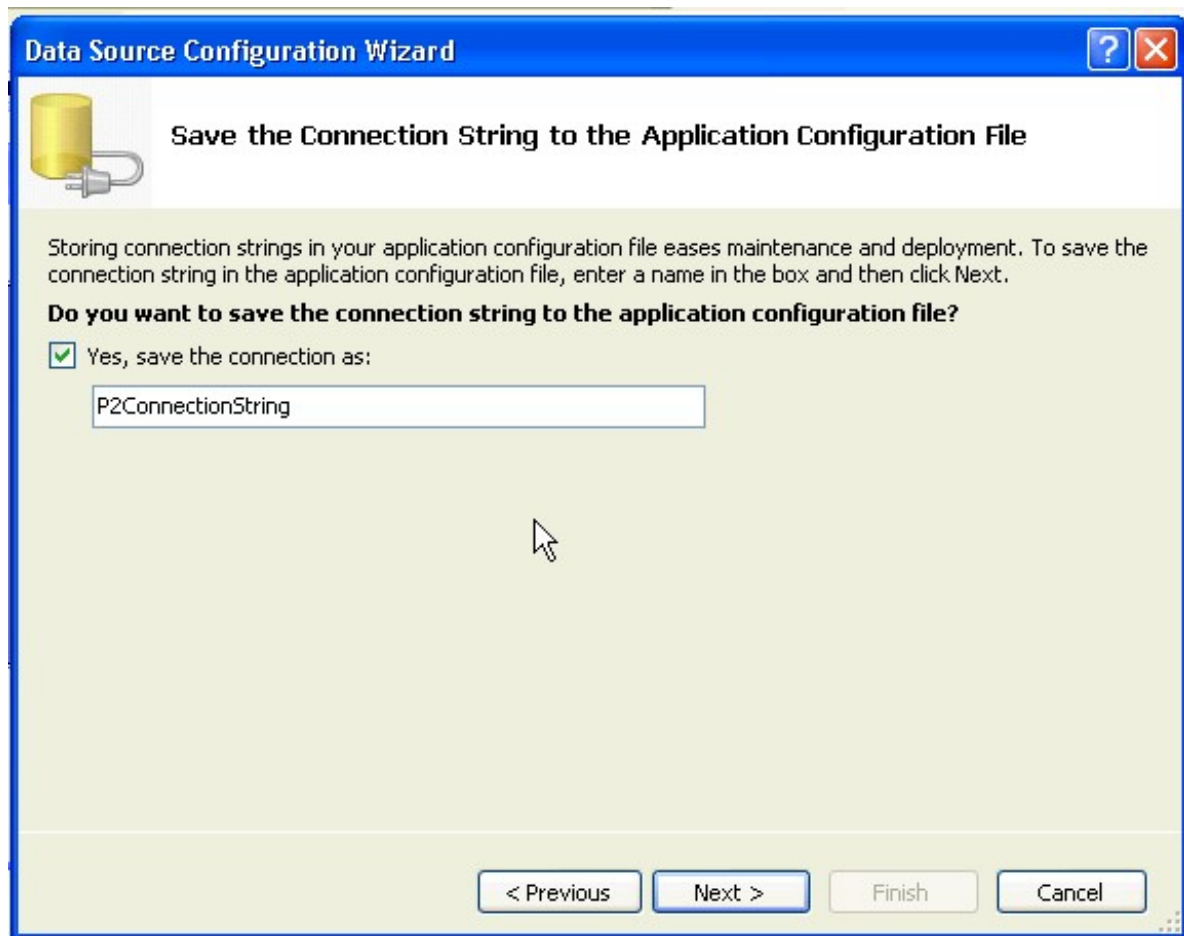 Data Source Configuration Wizard
?
Save the Connection String to the Application Configuration File
Storing connection strings in your application configuration file eases maintenance and deployment. To save the
connection string in the application configuration file, enter a name in the box and then click Next.
Do you want to save the connection string to the application configuration file?
Yes, save the connection as:
P2ConnectionString
< Previous Next > Finish Cancel